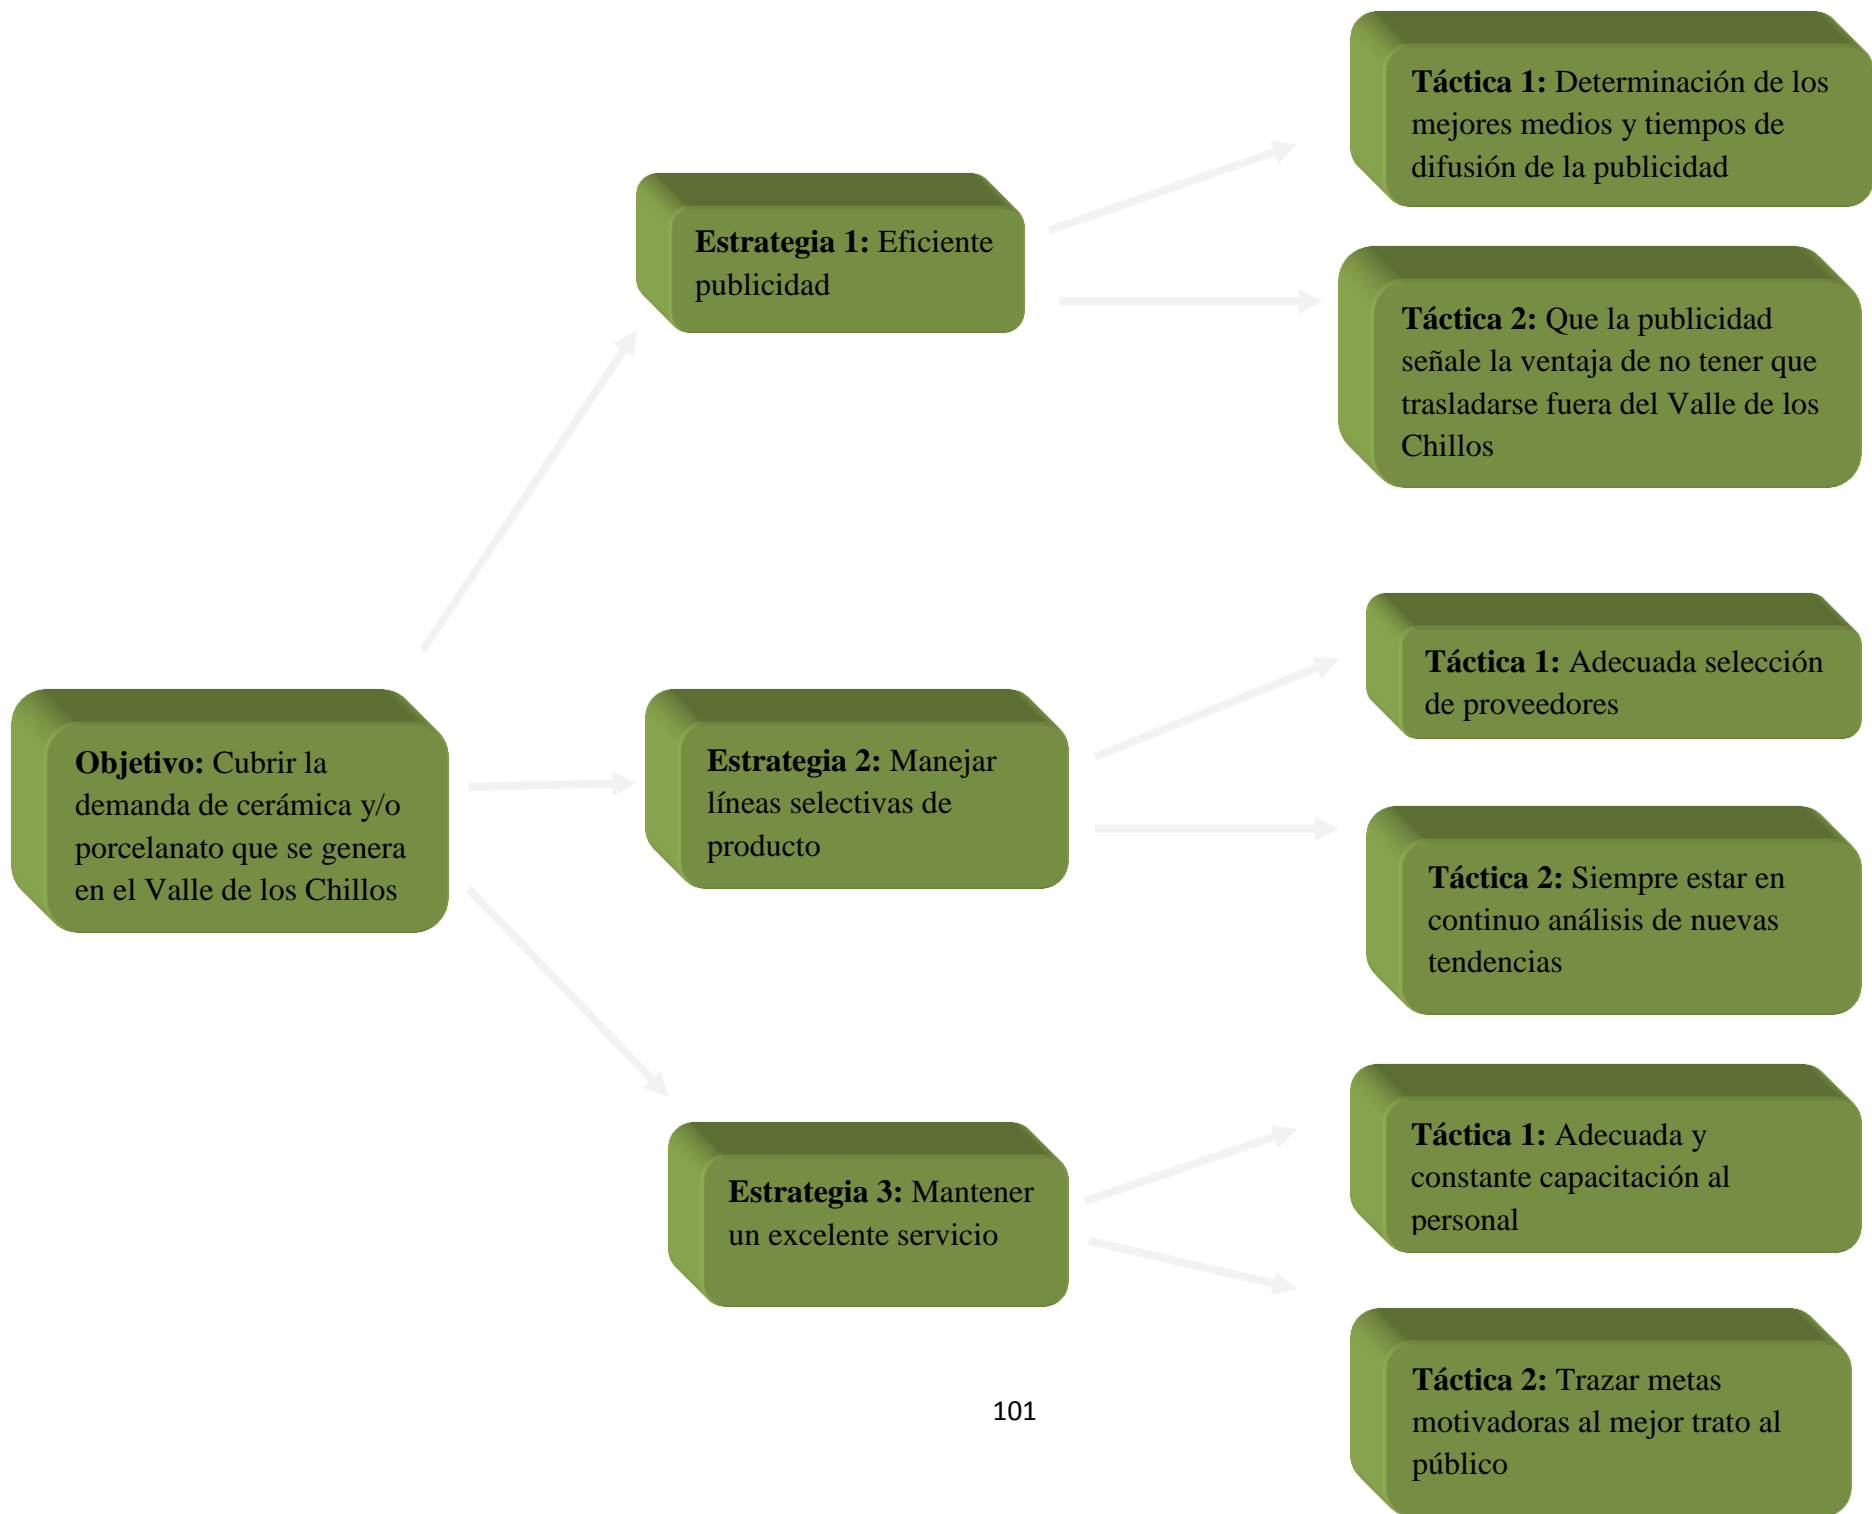 Objetivo: Cubrir la
demanda de cerámica y/o
porcelanato que se genera
en el Valle de los Chillos
Estrategia 1: Eficiente
publicidad
Táctica 1: Determinación de los
mejores medios y tiempos de
difusión de la publicidad
Táctica 2: Que la publicidad
señale la ventaja de no tener que
trasladarse fuera del Valle de los
Chillos
Estrategia 2: Manejar
líneas selectivas de
producto
Táctica 1: Adecuada selección
de proveedores
Táctica 2: Siempre estar en
continuo análisis de nuevas
tendencias
Estrategia 3: Mantener
un excelente servicio
Táctica 1: Adecuada y
constante capacitación al
personal
Táctica 2: Trazar metas
motivadoras al mejor trato al
público
101